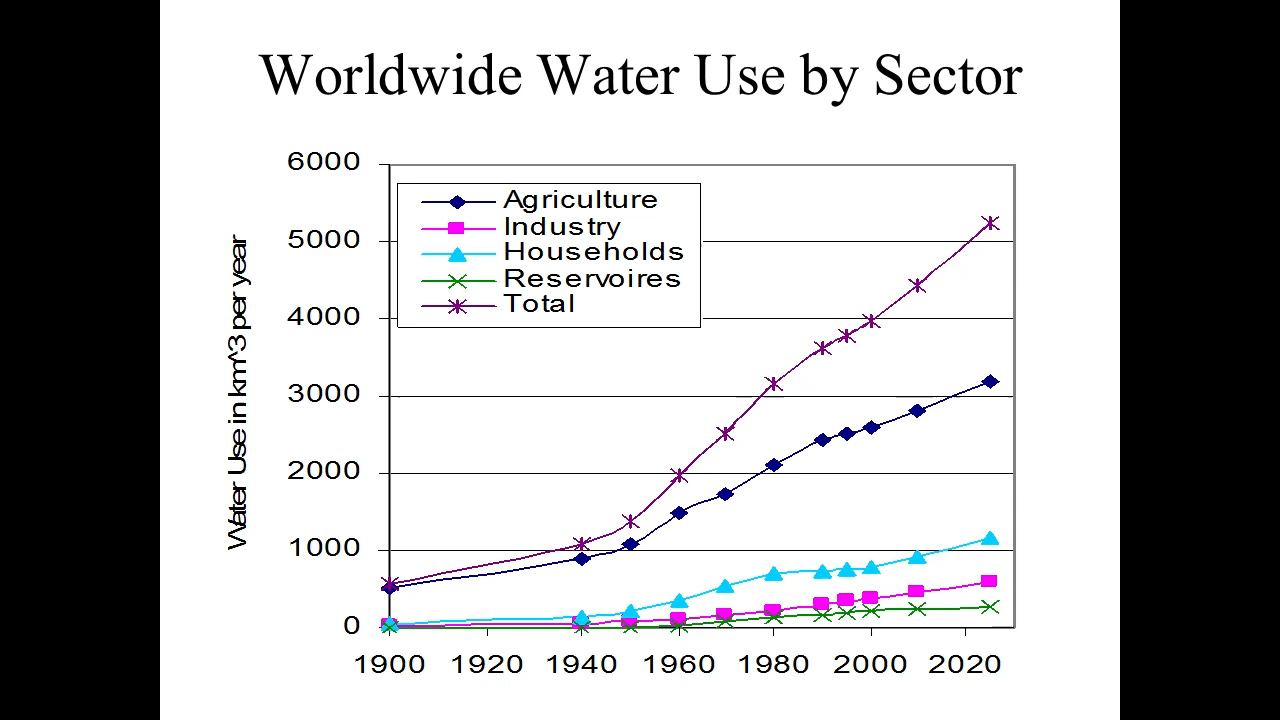 Worldwide Water Use by Sector
6000
5000
4000
3000
2000
1000
0
Water Use in km^3 per year
Agriculture
Industry
Households
Reservoires
Total
1900 1920 1940 1960 1980 2000 2020